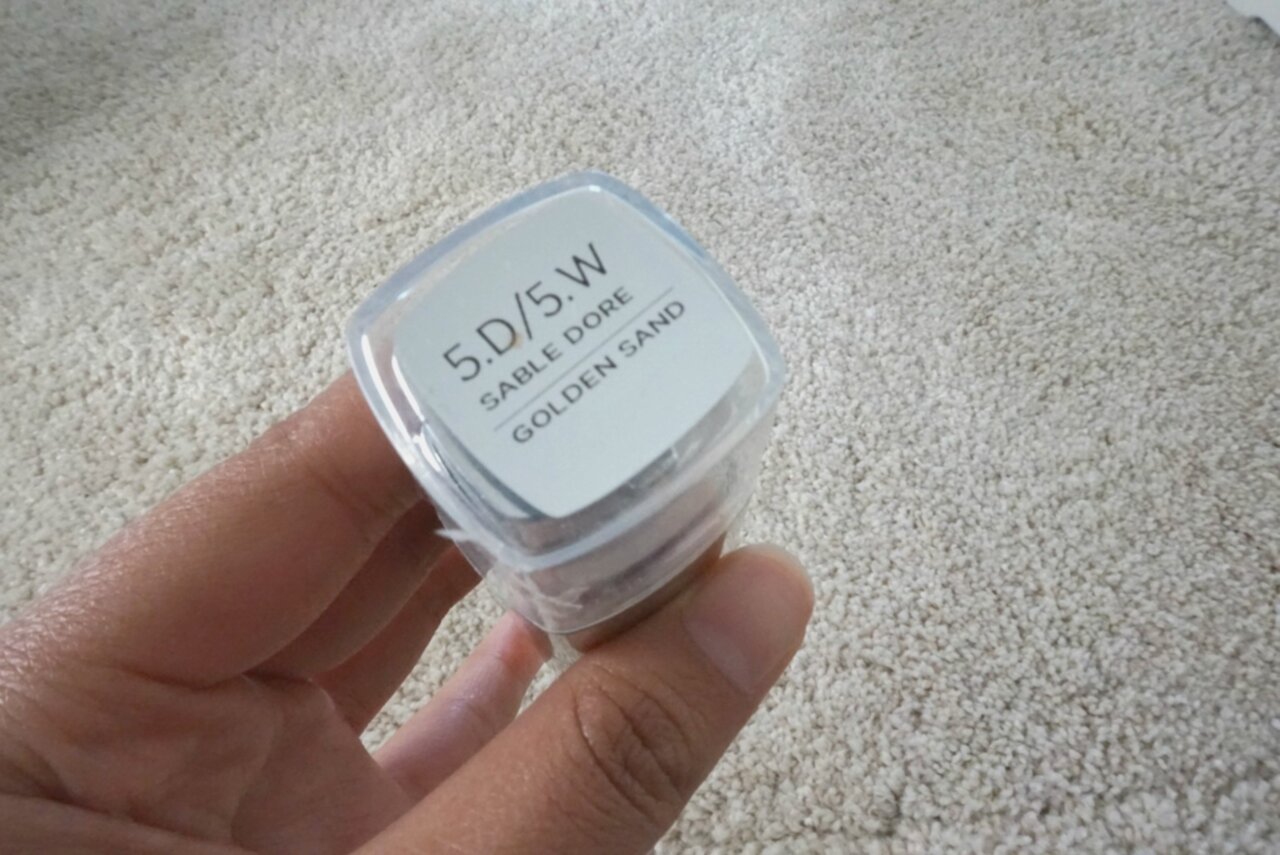 5.D/5.W
SABLE DORE
GOLDEN SAND